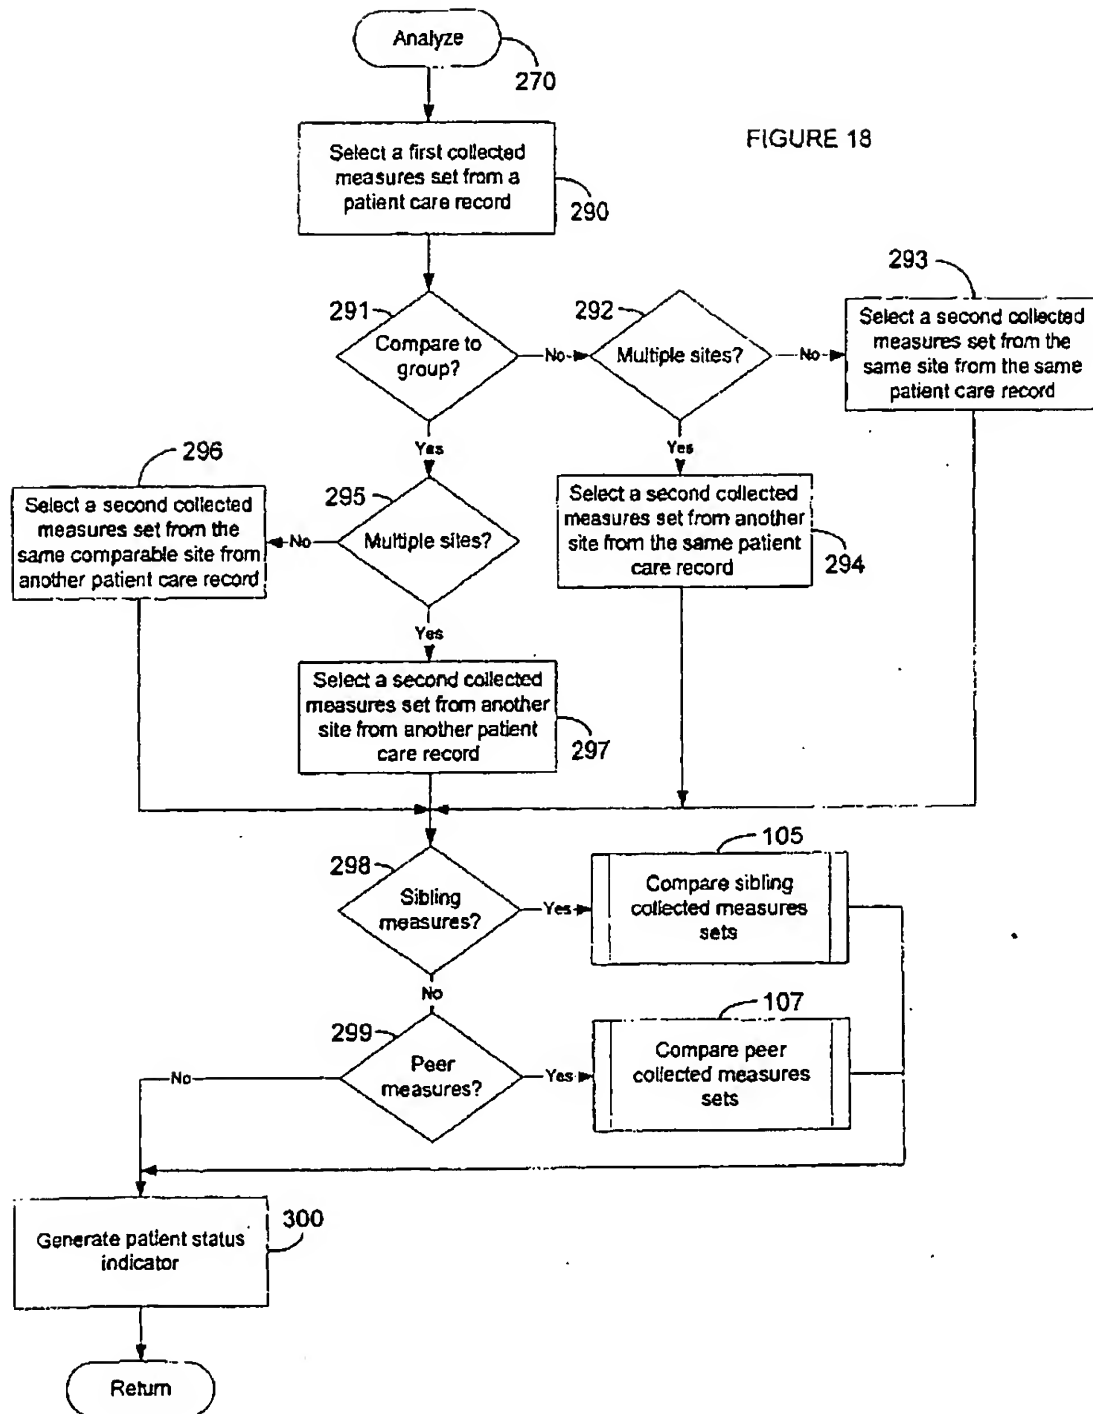 Analyze
270
FIGURE 18
Select a first collected
measures set from a
patient care record
290
293
291
Compare to
group?
No
292
Multiple sites?
No
Select a second collected
measures set from the
same site from the same
patient care record
Yes
Yes
296
Select a second collected
measures set from the
same comparable site from
another patient care record
No
295
Multiple sites?
Select a second collected
measures set from another
site from the same patient
care record
294
Yes
Select a second collected
measures set from another
site from another patient
care record
297
298
Sibling
measures?
Yes
105
Compare sibling
collected measures
sets
No
299
Peer
measures?
No
Yes
107
Compare peer
collected measures
sets
Generate patient status
indicator
300
Return